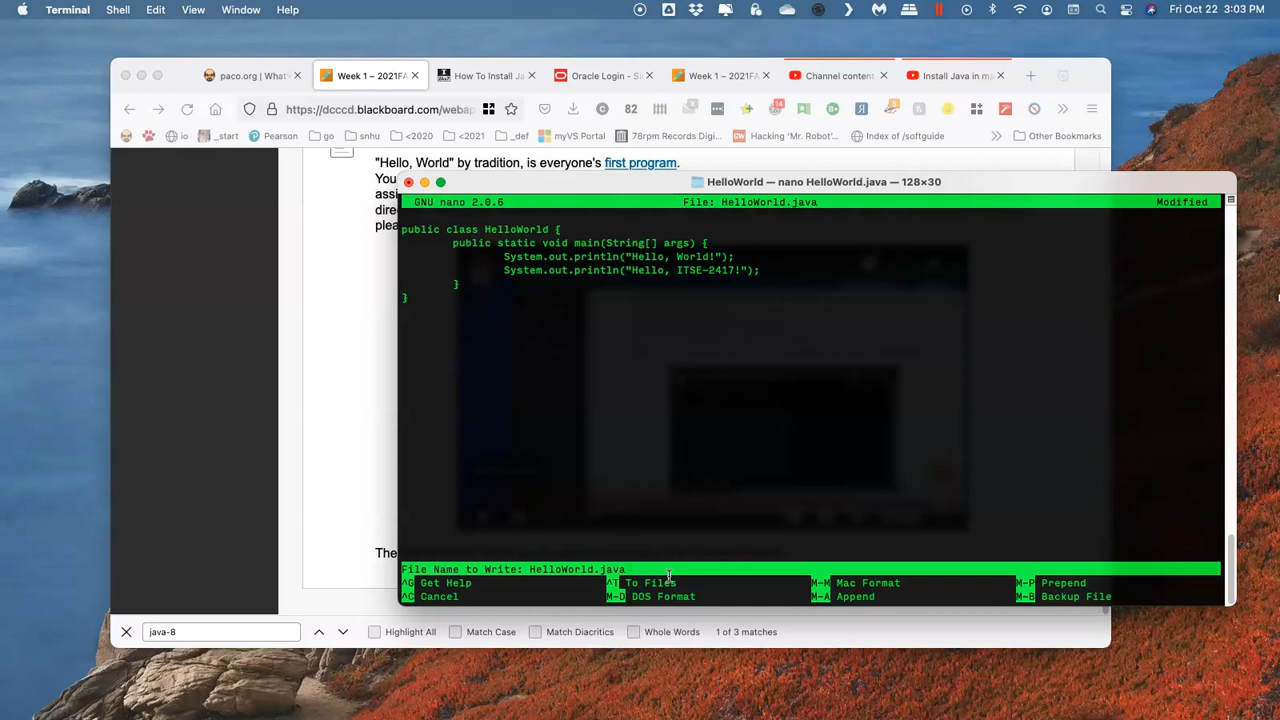 Terminal Shell Edit View Window Help Fri Oct 22 3:03 PM
paco.org | What' Week 1 – 2021FA How To Install Ja Oracle Login - Si Week 1 – 2021FA Channel content Install Java in ma
https://dcccd.blackboard.com/webap 82 14 5
io _start Pearson go snhu <2020 <2021 _def myVS Portal 78rpm Records Digi... Hacking 'Mr. Robot'... Index of /softguide Other Bookmarks
"Hello, World" by tradition, is everyone's first program.
You
assi
dire
plea
The
HelloWorld — nano HelloWorld.java — 128×30
GNU nano 2.0.6 File: HelloWorld.java Modified
public class HelloWorld {
public static void main(String[] args) {
System.out.println("Hello, World!");
System.out.println("Hello, ITSE-2417!");
}
}
File Name to Write: HelloWorld.java
^G Get Help ^T To Files M-M Mac Format M-P Prepend
^C Cancel M-D DOS Format M-A Append M-B Backup File
java-8 Highlight All Match Case Match Diacritics Whole Words 1 of 3 matches